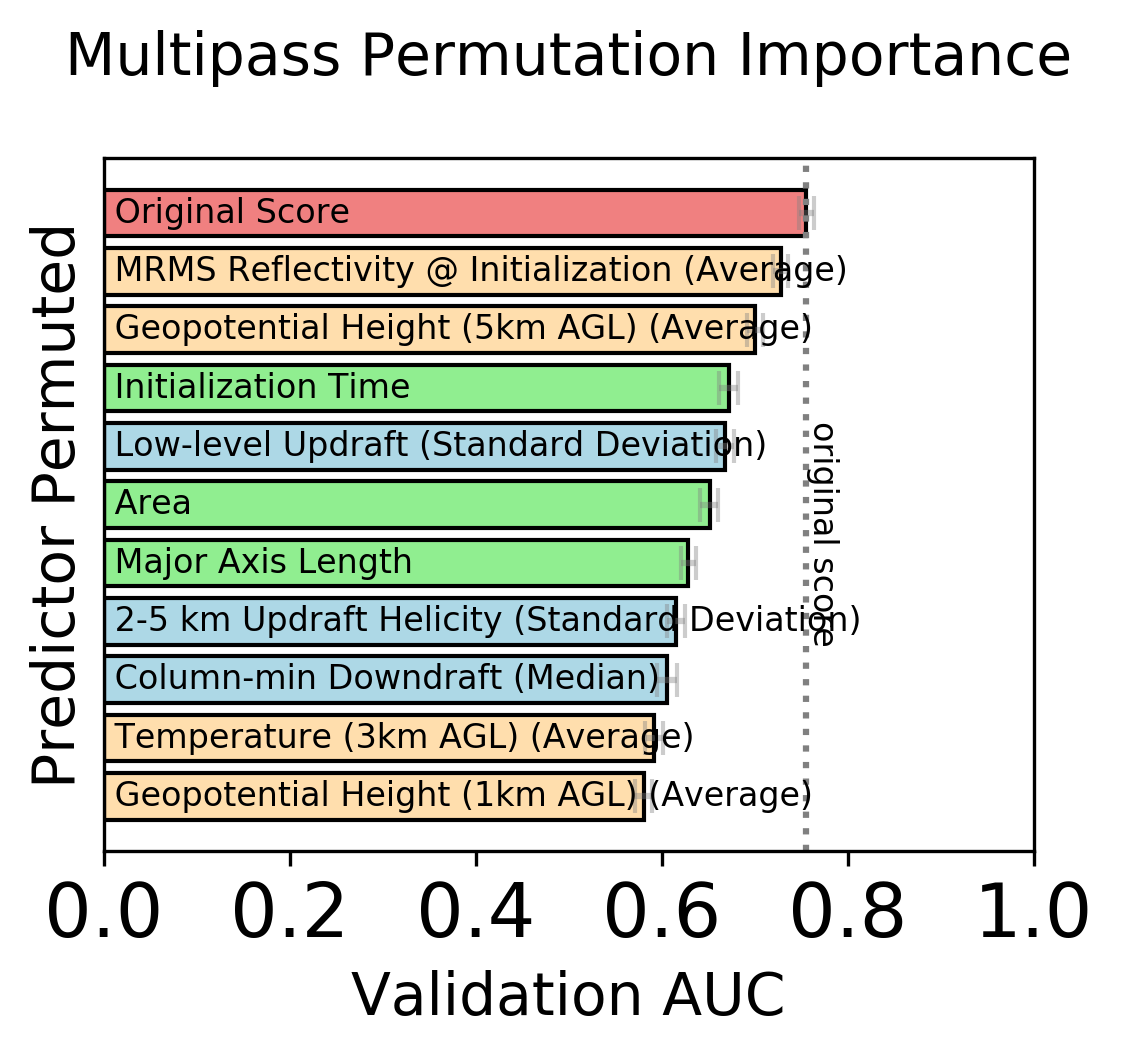 Multipass Permutation Importance
Predictor Permuted
Original Score
MRMS Reflectivity @ Initialization (Average)
Geopotential Height (5km AGL) (Average)
Initialization Time
Low-level Updraft (Standard Deviation)
Area
Major Axis Length
2-5 km Updraft Helicity (Standard Deviation)
Column-min Downdraft (Median)
Temperature (3km AGL) (Average)
Geopotential Height (1km AGL) (Average)
original score
0.0 0.2 0.4 0.6 0.8 1.0
Validation AUC